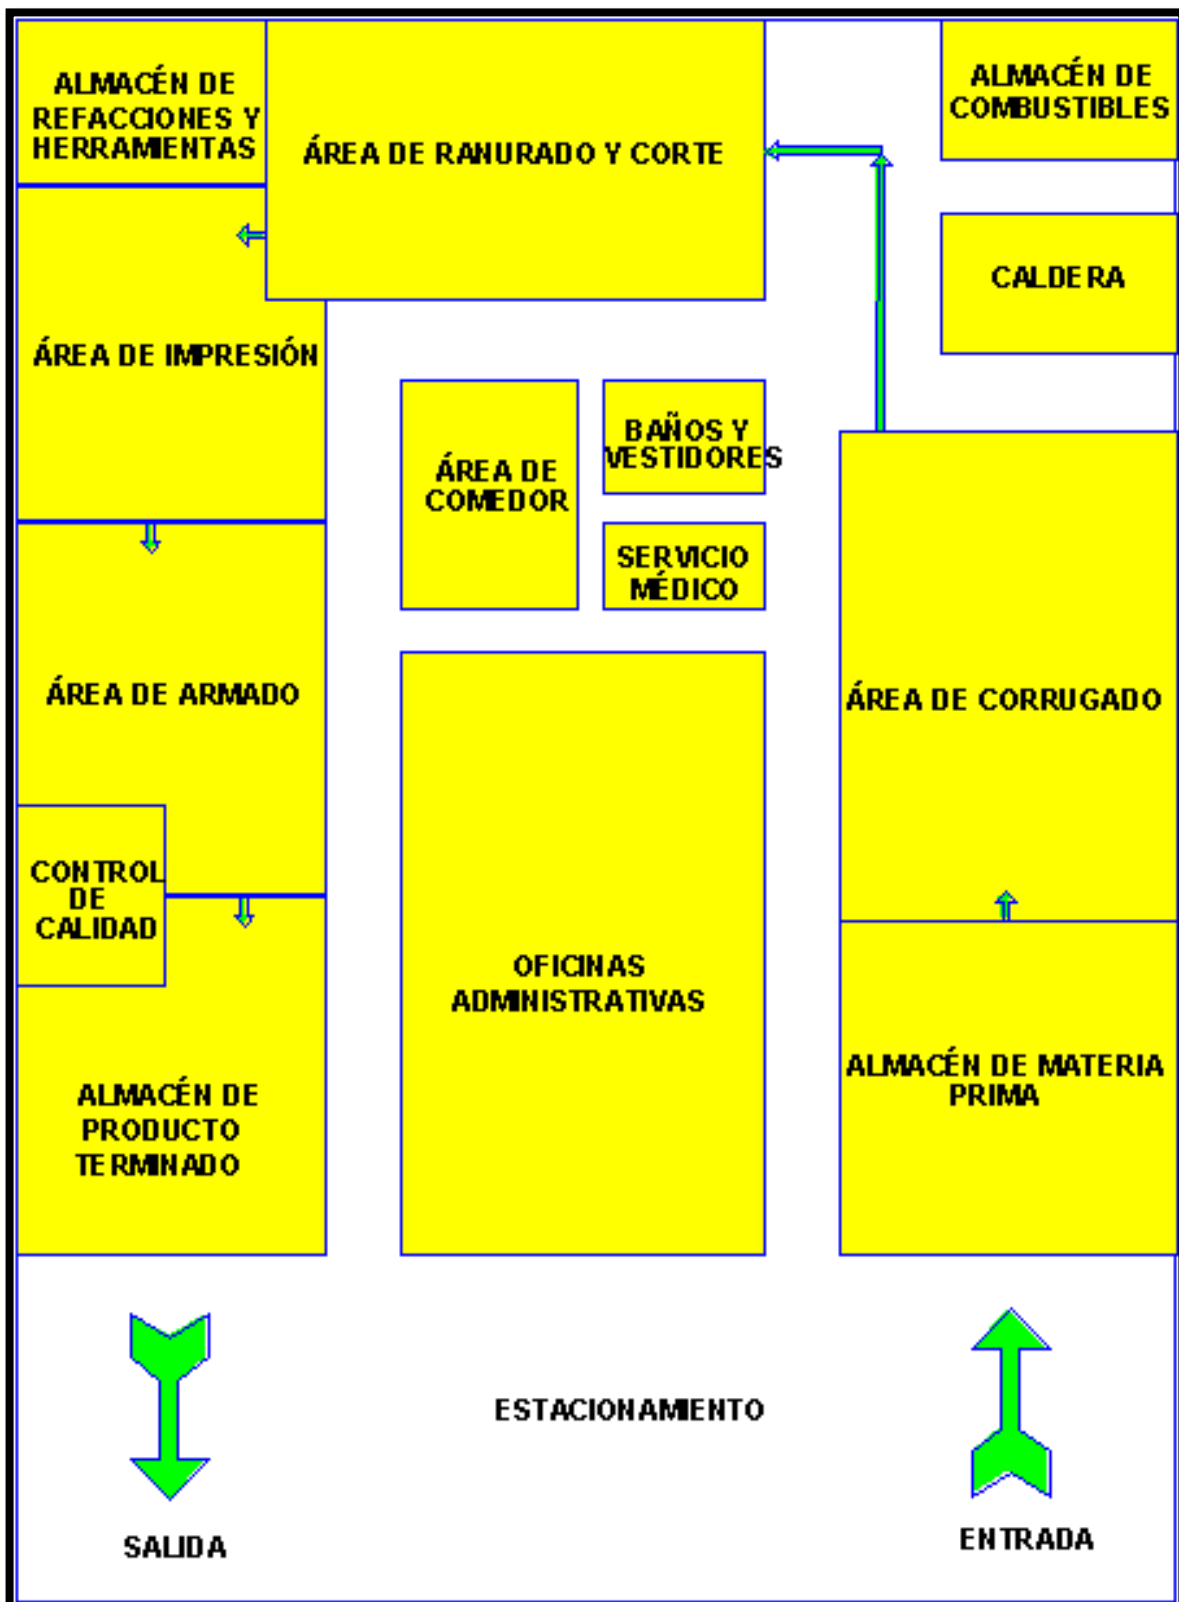 ALMACÉN DE
REFACCIONES Y
HERRAMIENTAS
ÁREA DE RANURADO Y CORTE
ALMACÉN DE
COMBUSTIBLES
CALDERA
ÁREA DE IMPRESIÓN
ÁREA DE
COMEDOR
BAÑOS Y
VESTIDORES
SERVICIO
MÉDICO
ÁREA DE ARMADO
ÁREA DE CORRUGADO
CONTROL
DE
CALIDAD
OFICINAS
ADMINISTRATIVAS
ALMACÉN DE MATERIA
PRIMA
ALMACÉN DE
PRODUCTO
TERMINADO
ESTACIONAMIENTO
SALIDA
ENTRADA